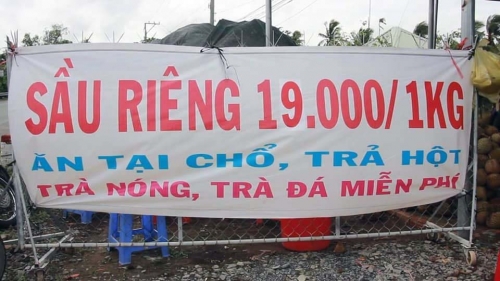 SẦU RIÊNG 19.000/1KG
ĂN TẠI CHỔ, TRẢ HỘT
TRÀ NÓNG, TRÀ ĐÁ MIỄN PHÍ